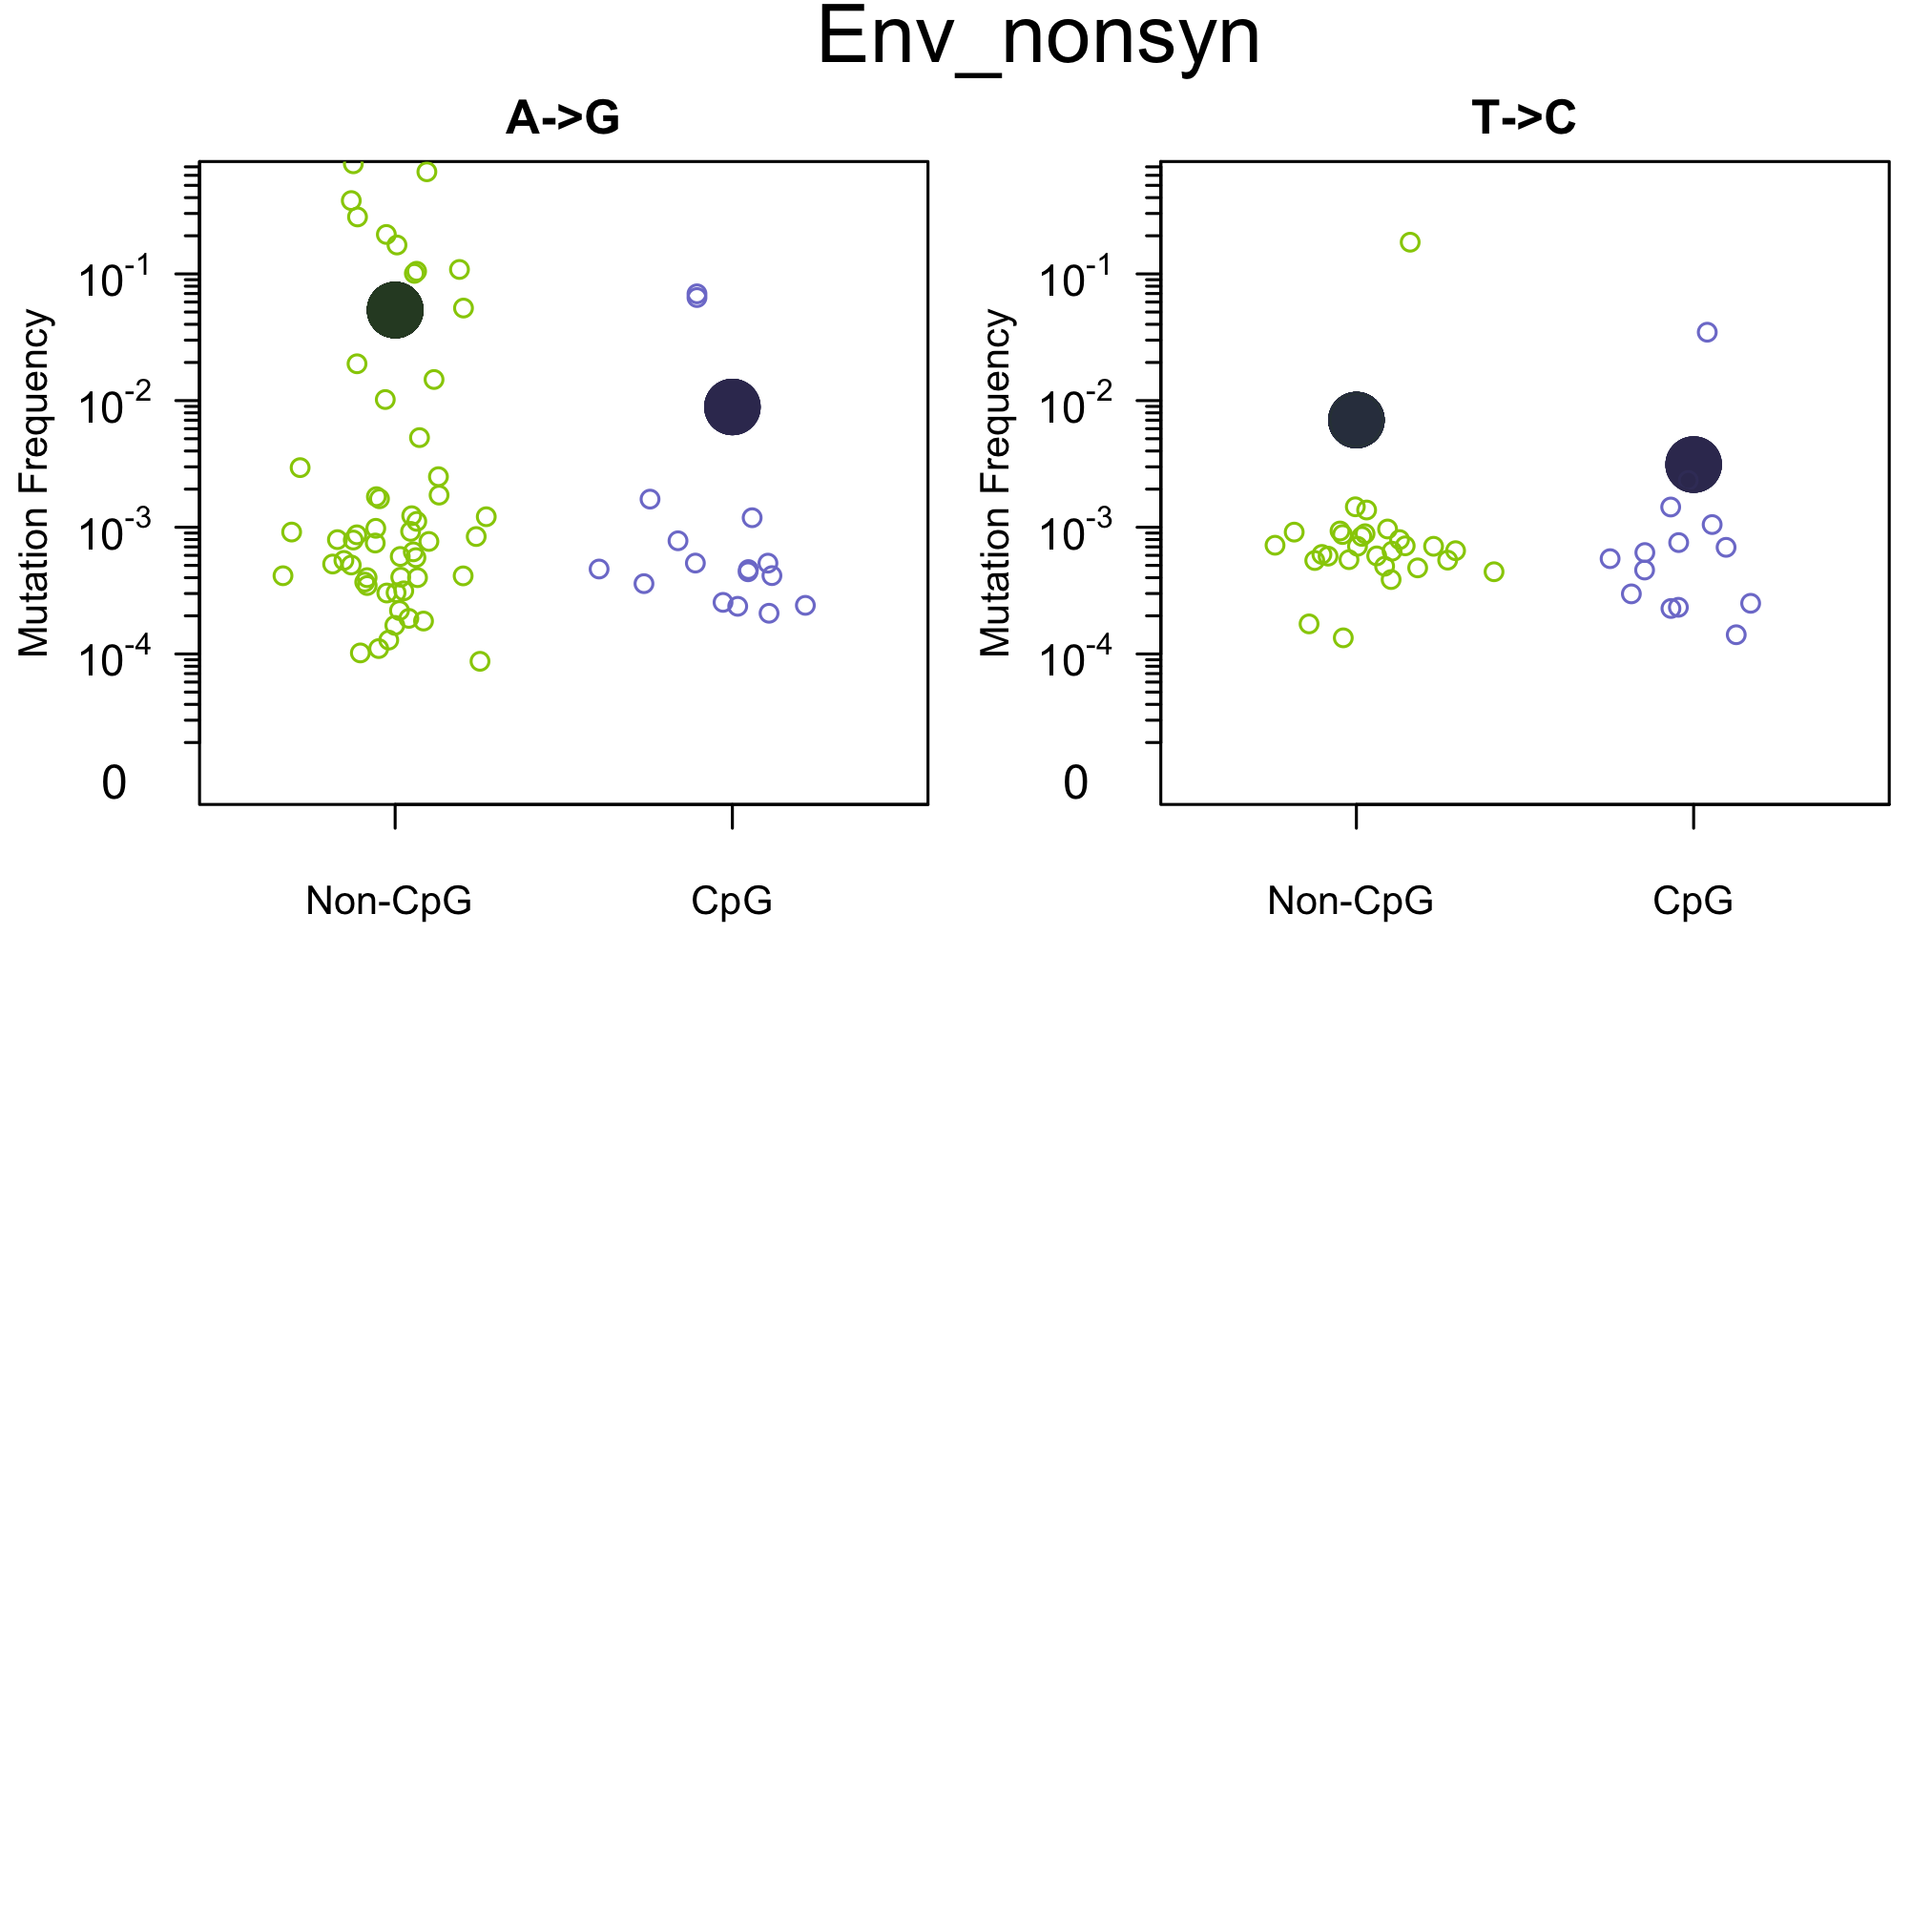 Env_nonsyn
A->G
Mutation Frequency
10-1
10-2
10-3
10-4
0
Non-CpG CpG
T->C
Mutation Frequency
10-1
10-2
10-3
10-4
0
Non-CpG CpG